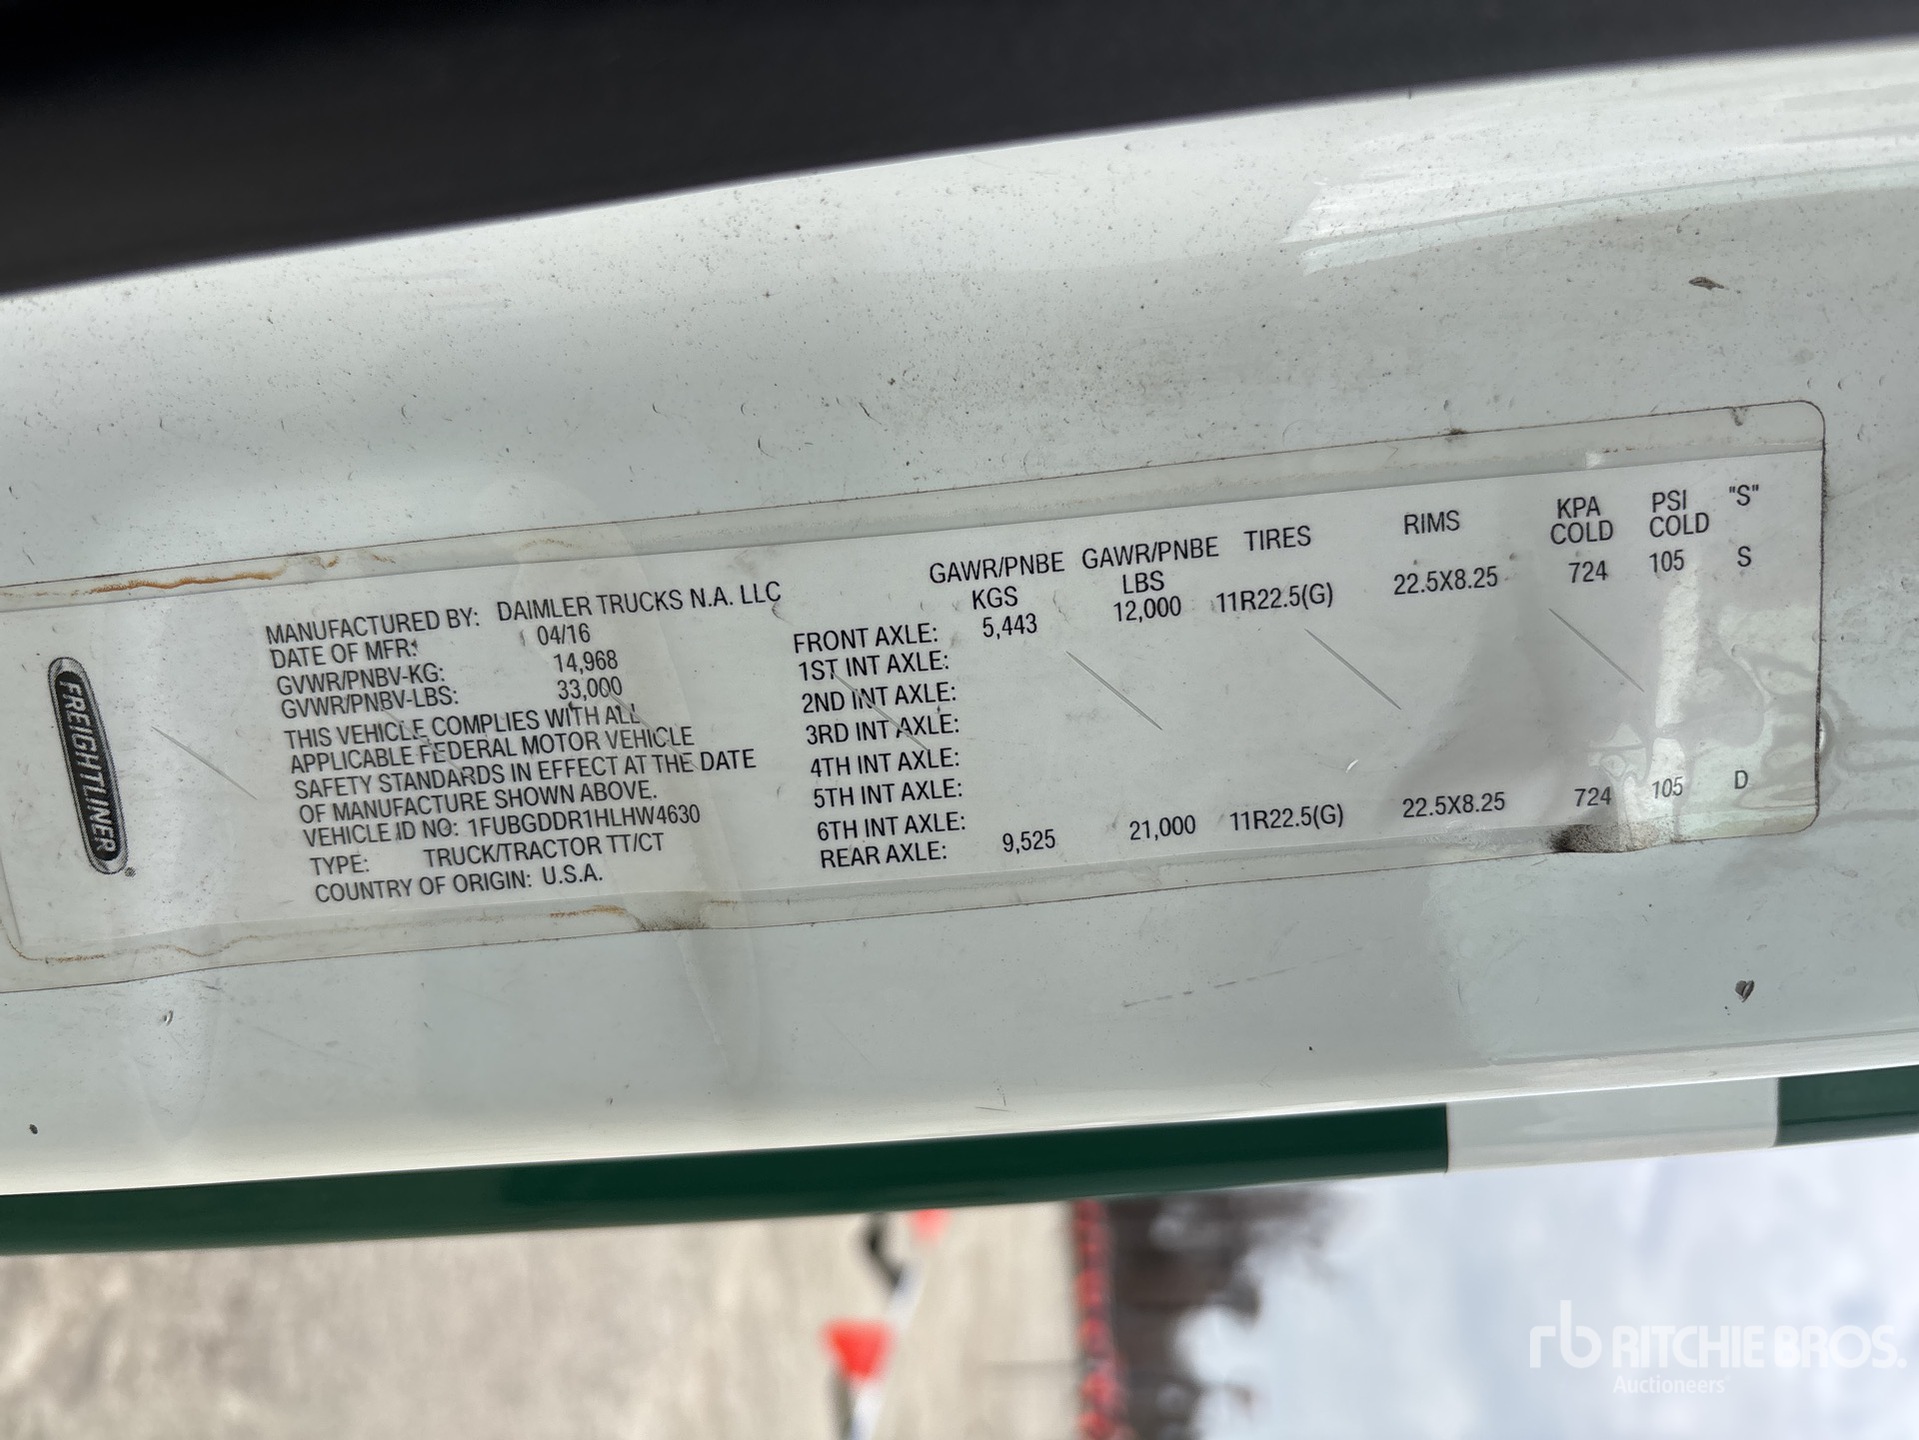 FREIGHTLINER
MANUFACTURED BY: DAIMLER TRUCKS N.A. LLC
DATE OF MFR: 04/16
GVWR/PNBV-KG: 14,968
GVWR/PNBV-LBS: 33,000
THIS VEHICLE COMPLIES WITH ALL
APPLICABLE FEDERAL MOTOR VEHICLE
SAFETY STANDARDS IN EFFECT AT THE DATE
OF MANUFACTURE SHOWN ABOVE.
VEHICLE ID NO: 1FUBGDDR1HLHW4630
TYPE: TRUCK/TRACTOR TT/CT
COUNTRY OF ORIGIN: U.S.A.
GAWR/PNBE KGS GAWR/PNBE LBS TIRES RIMS KPA COLD PSI COLD "S"
FRONT AXLE: 5,443 12,000 11R22.5(G) 22.5X8.25 724 105 S
1ST INT AXLE:
2ND INT AXLE:
3RD INT AXLE:
4TH INT AXLE:
5TH INT AXLE:
6TH INT AXLE:
REAR AXLE: 9,525 21,000 11R22.5(G) 22.5X8.25 724 105 D
rb RITCHIE BROS.
Auctioneers